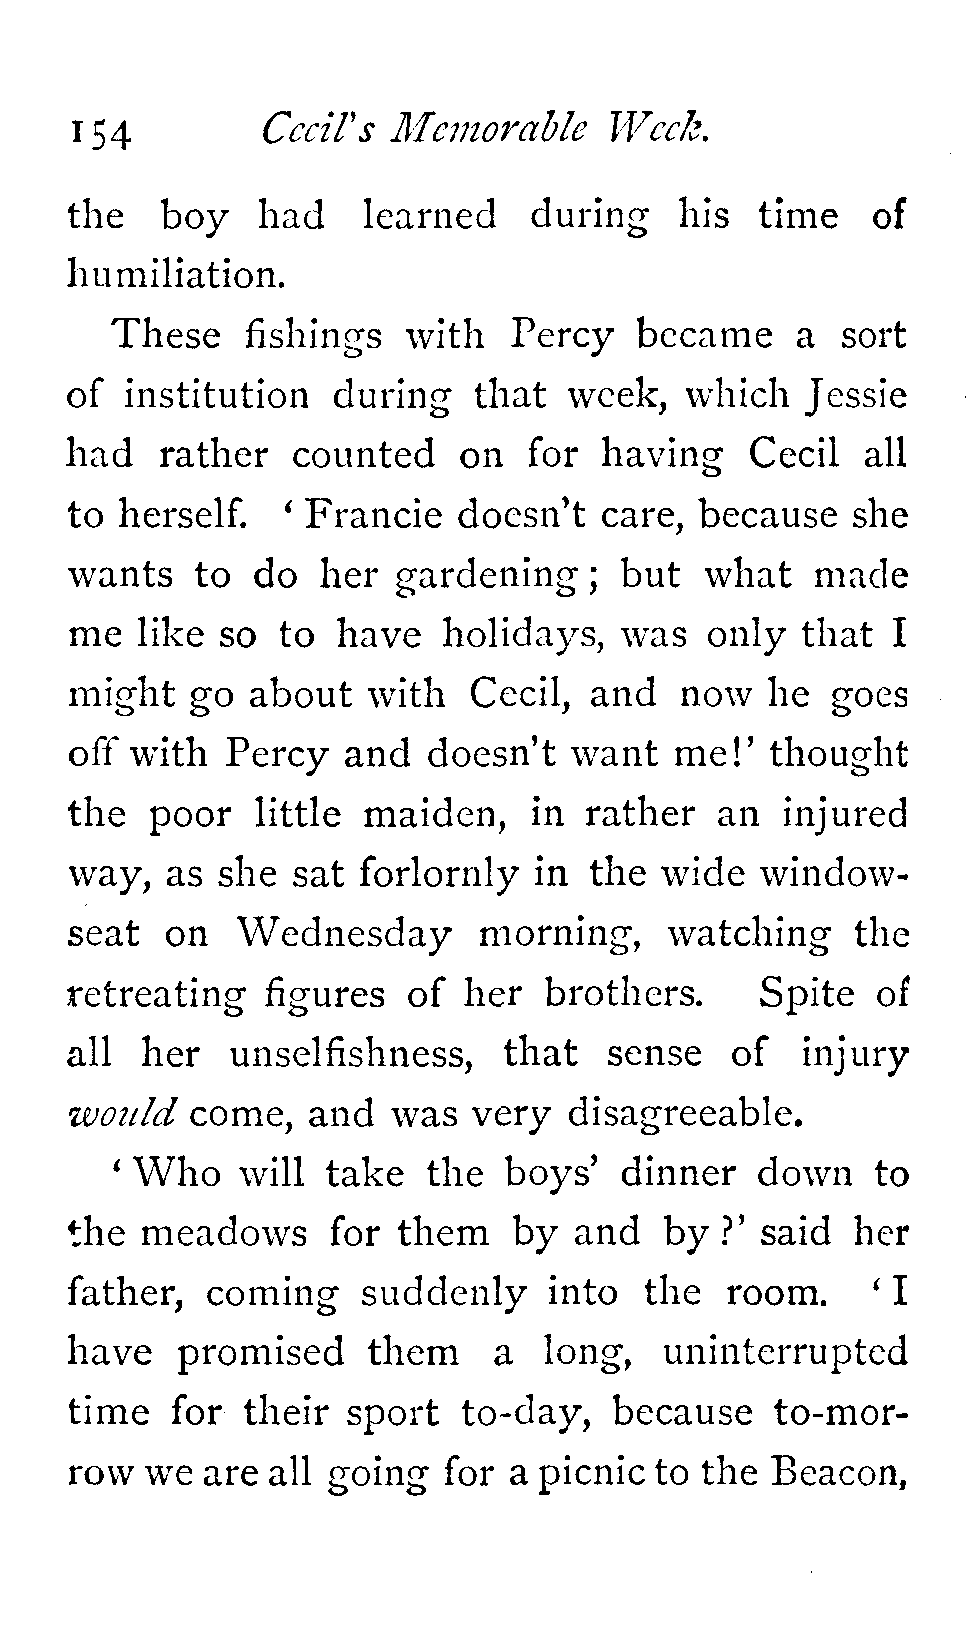 154 Cecil's Memorable Week.
the boy had learned during his time of
humiliation.
These fishings with Percy became a sort
of institution during that week, which Jessie
had rather counted on for having Cecil all
to herself. ‘ Francie doesn’t care, because she
wants to do her gardening ; but what made
me like so to have holidays, was only that I
might go about with Cecil, and now he goes
off with Percy and doesn’t want me!’ thought
the poor little maiden, in rather an injured
way, as she sat forlornly in the wide window-
seat on Wednesday morning, watching the
retreating figures of her brothers. Spite of
all her unselfishness, that sense of injury
would come, and was very disagreeable.
‘ Who will take the boys’ dinner down to
the meadows for them by and by ?’ said her
father, coming suddenly into the room. ‘ I
have promised them a long, uninterrupted
time for their sport to-day, because to-mor-
row we are all going for a picnic to the Beacon,